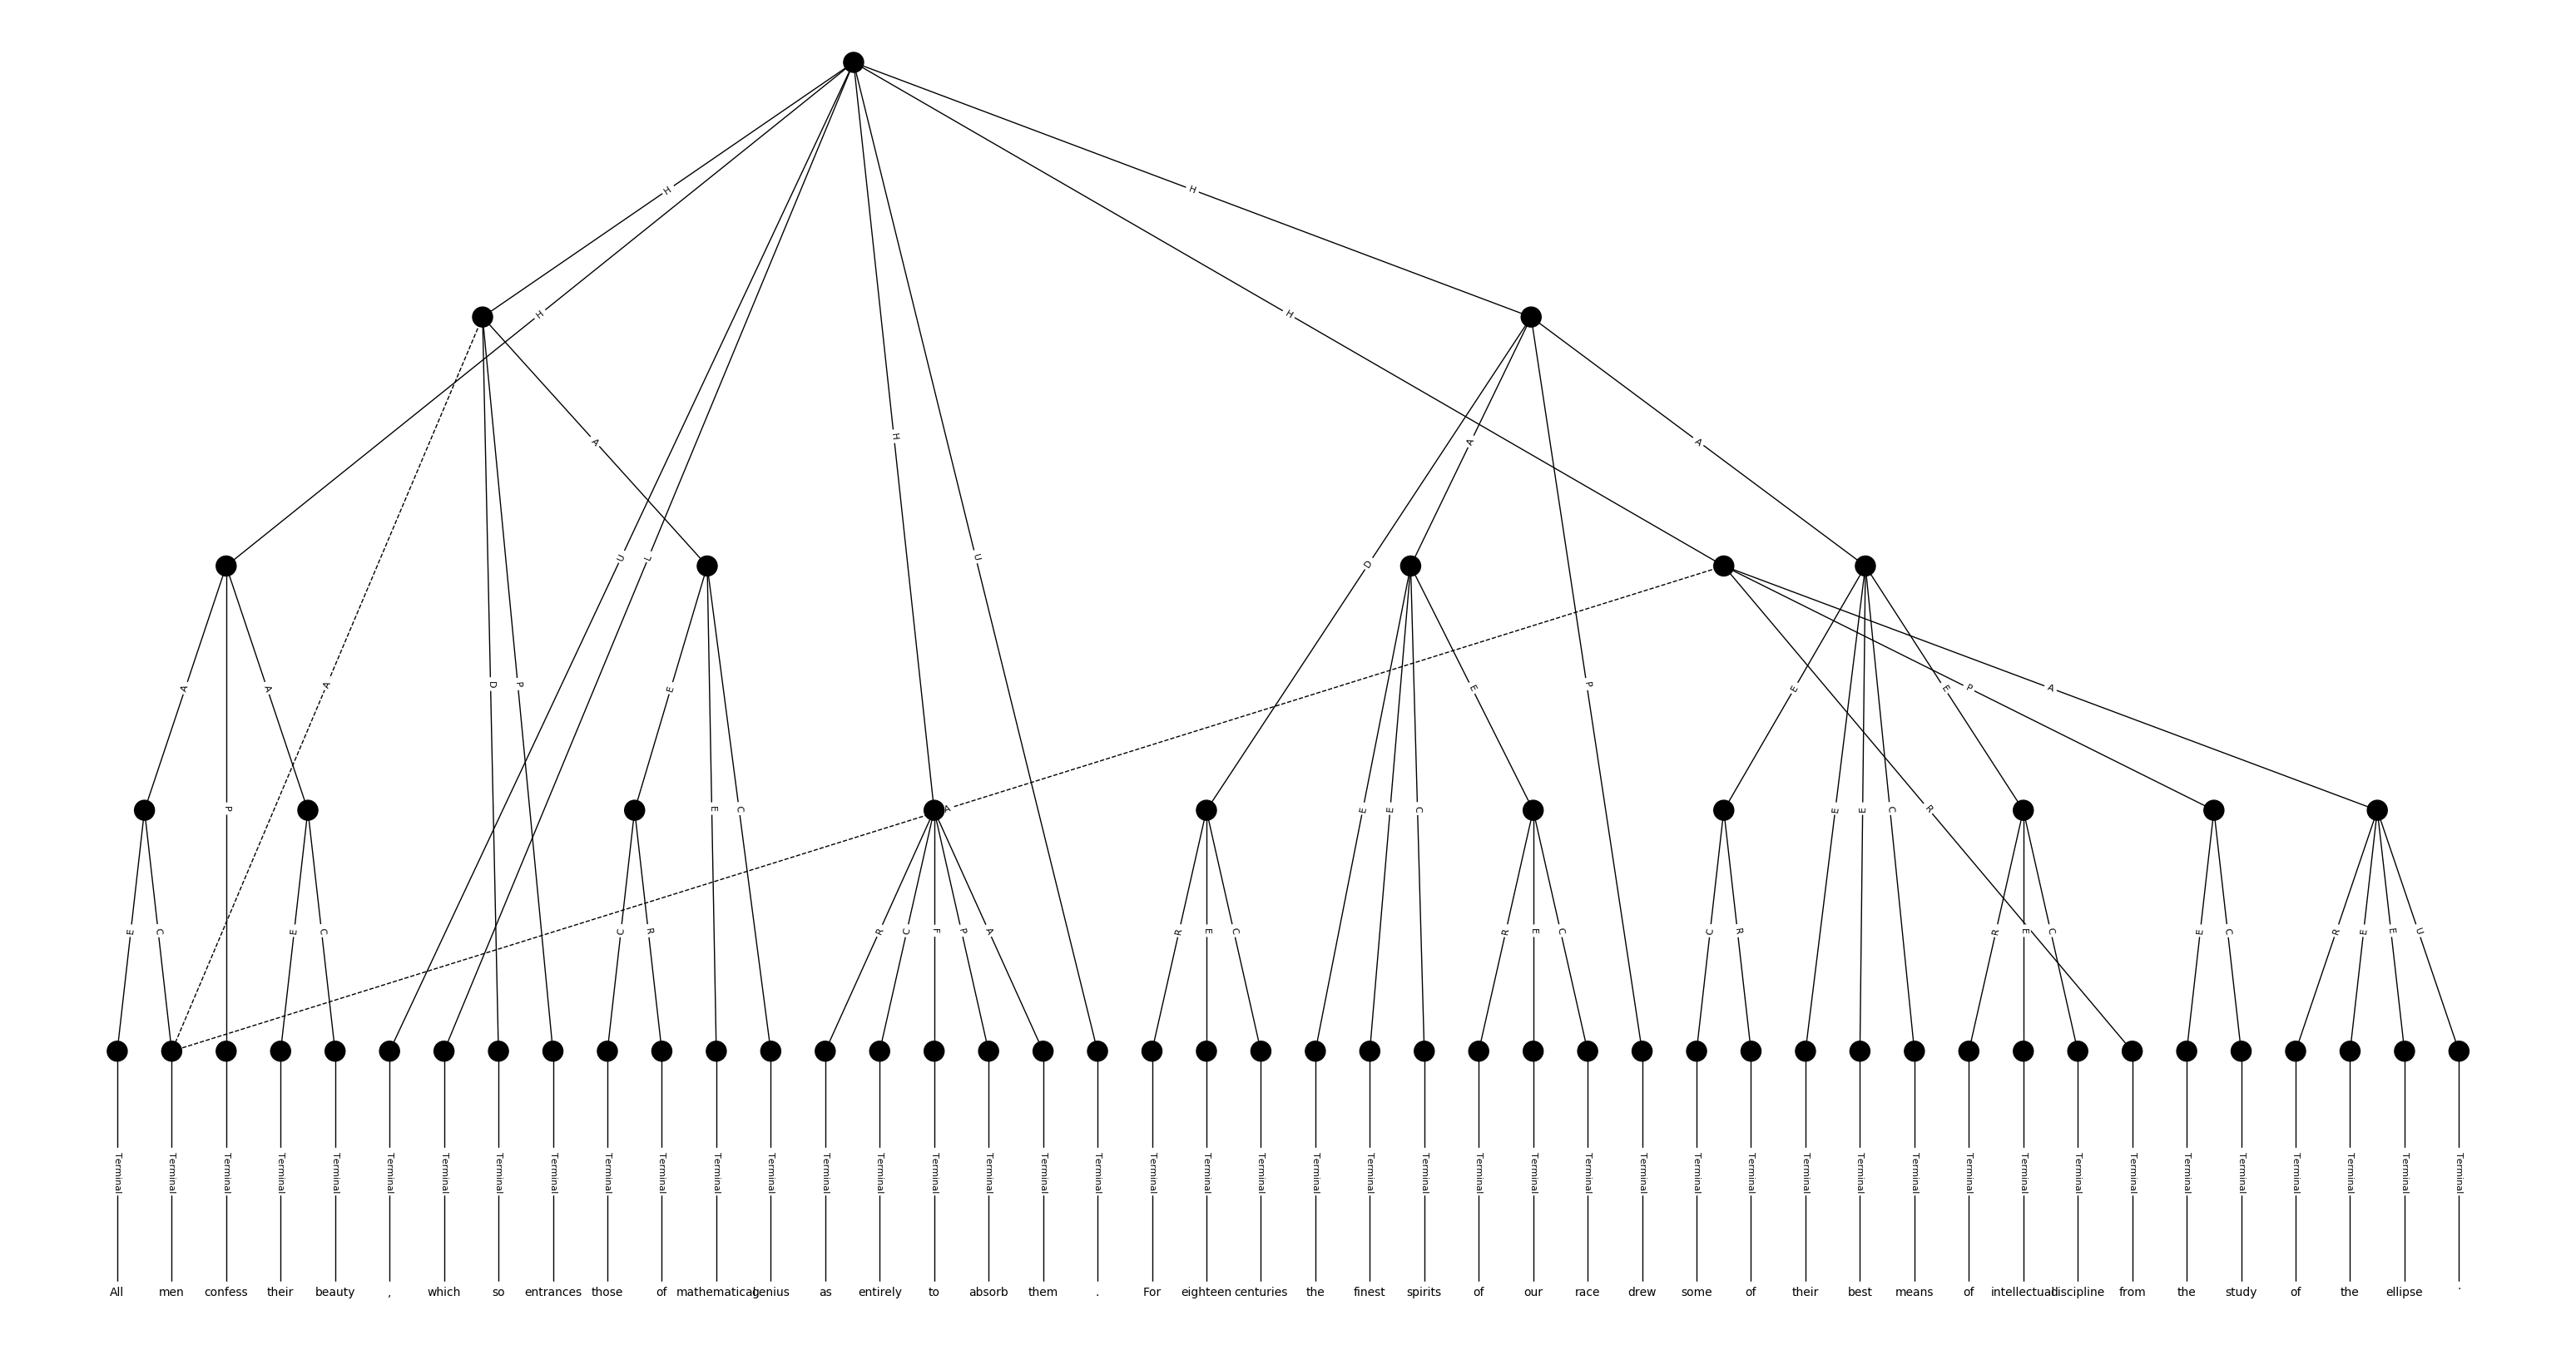 H H
H H
A A A
D U L H U D P
A A A D P E E E E P A
P E C A E E C E E C R
E C E C C R R C F P A R E C R E C C R R E C E C R E E U
Terminal Terminal Terminal Terminal Terminal Terminal Terminal Terminal Terminal Terminal Terminal Terminal Terminal Terminal Terminal Terminal Terminal Terminal Terminal Terminal Terminal Terminal Terminal Terminal Terminal Terminal Terminal Terminal Terminal Terminal Terminal Terminal Terminal Terminal Terminal Terminal Terminal Terminal Terminal Terminal Terminal Terminal Terminal Terminal
All men confess their beauty , which so entrances those of mathematical genius as entirely to absorb them . For eighteen centuries the finest spirits of our race drew some of their best means of intellectual discipline from the study of the ellipse .